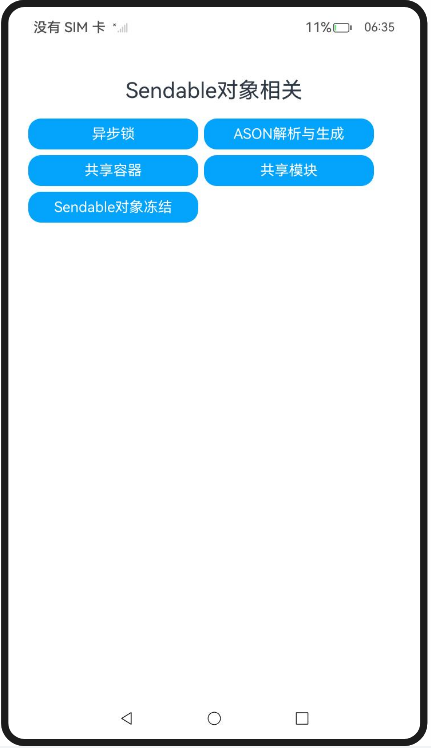 没有 SIM 卡 11% 06:35
Sendable对象相关
异步锁 ASON解析与生成
共享容器 共享模块
Sendable对象冻结